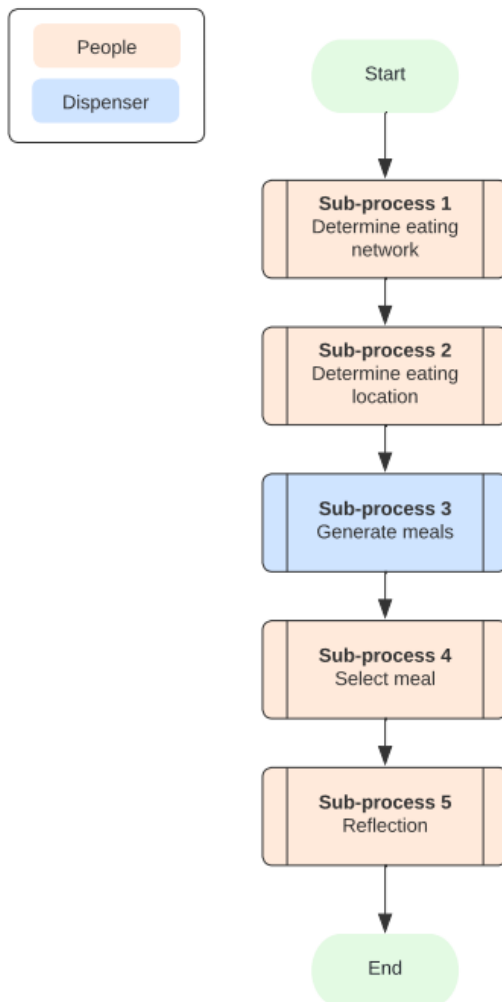 People
Dispenser
Start
Sub-process 1
Determine eating
network
Sub-process 2
Determine eating
location
Sub-process 3
Generate meals
Sub-process 4
Select meal
Sub-process 5
Reflection
End